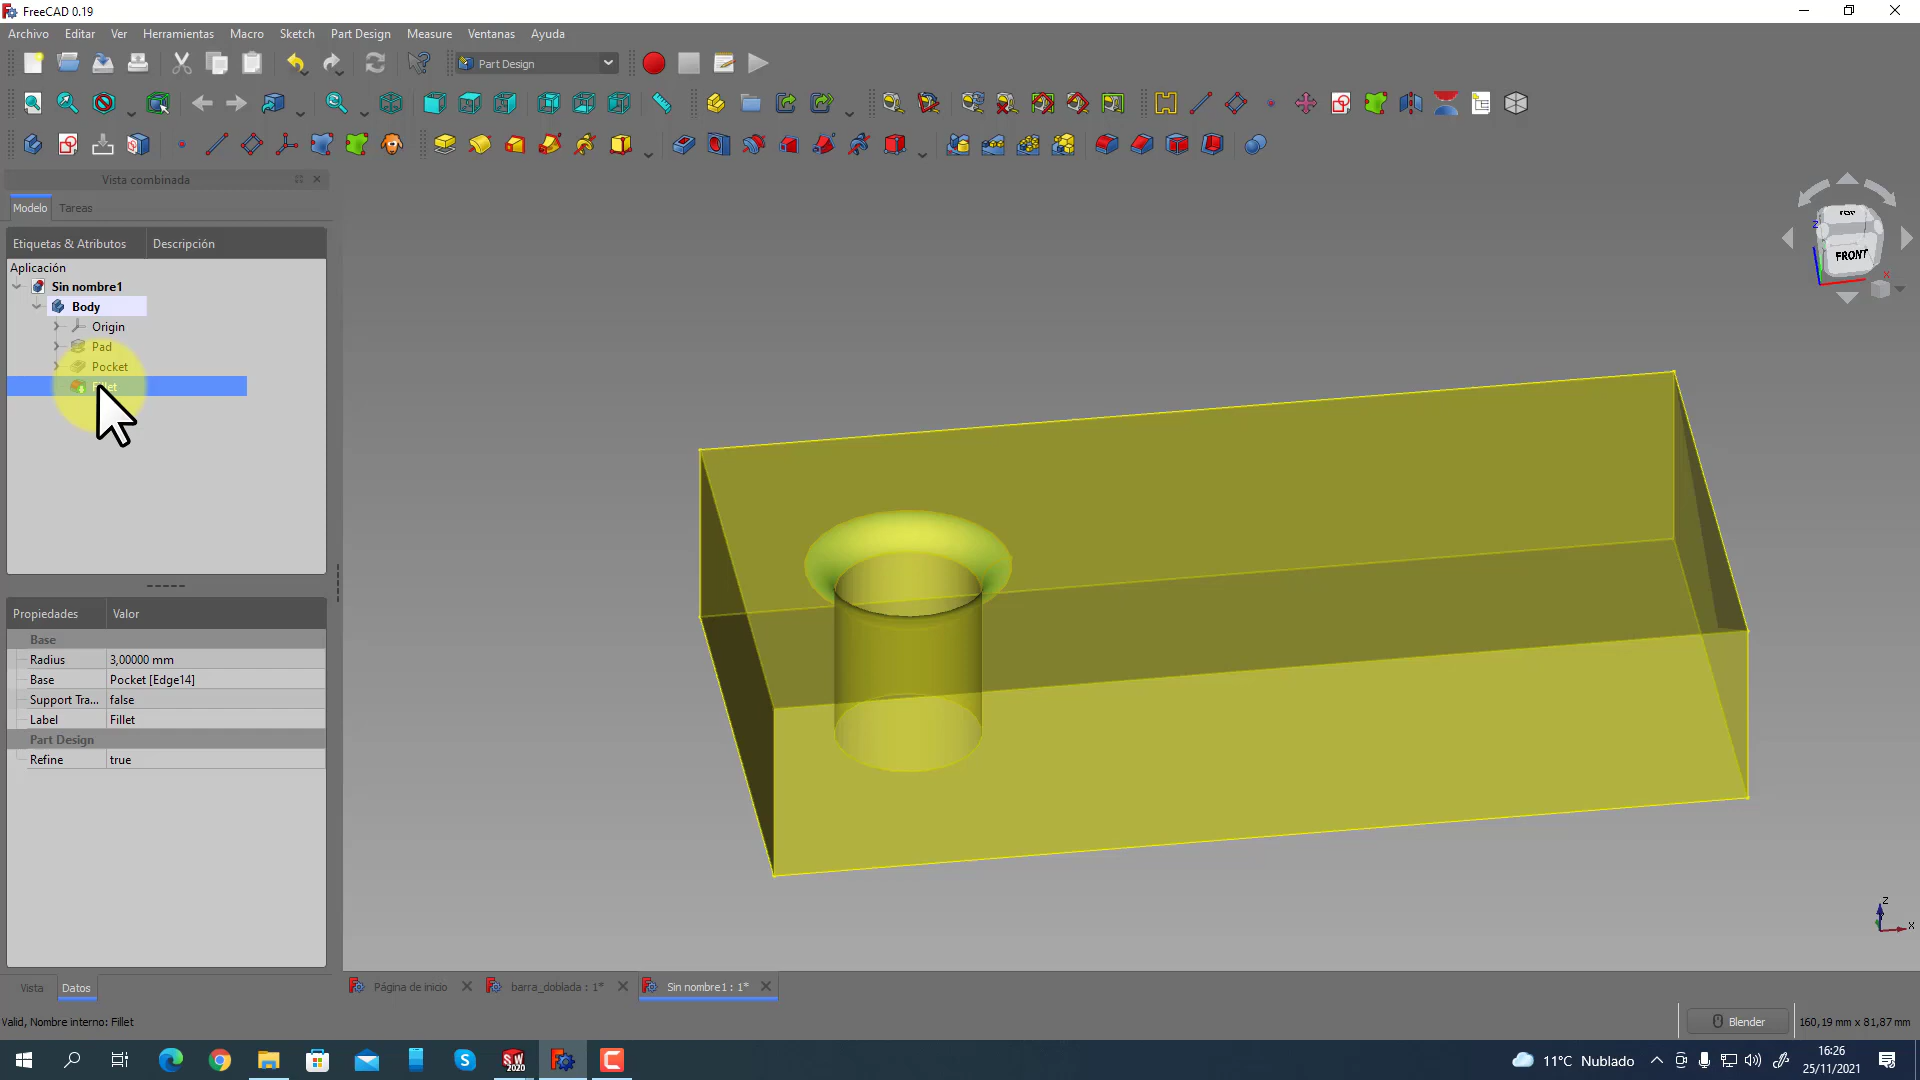 FreeCAD 0.19
Archivo Editar Ver Herramientas Macro Sketch Part Design Measure Ventanas Ayuda
Part Design
Vista combinada
Modelo Tareas
Etiquetas & Atributos Descripción
Aplicación
Sin nombre1
Body
Origin
Pad
Pocket
Fillet
TOP
FRONT
Z
X
Propiedades Valor
Base
Radius 3,00000 mm
Base Pocket [Edge14]
Support Tra... false
Label Fillet
Part Design
Refine true
Z
X
Vista Datos
Página de inicio barra_doblada : 1* Sin nombre1 : 1*
Valid, Nombre interno: Fillet
Blender 160,19 mm x 81,87 mm
SW
2020
11°C Nublado
16:26
25/11/2021